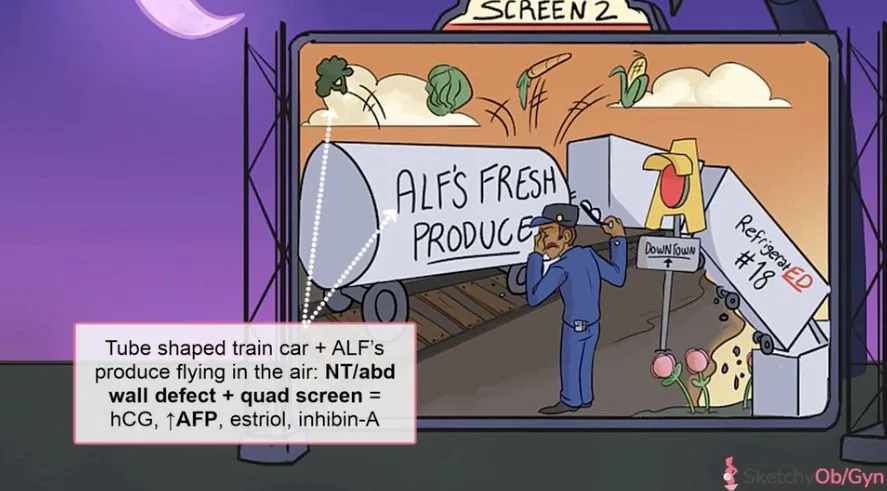 SCREEN 2
ALF'S FRESH
PRODUCE
DOWNTOWN
↑
RefrigeratED
#18
Tube shaped train car + ALF's
produce flying in the air: NT/abd
wall defect + quad screen =
hCG, ↑AFP, estriol, inhibin-A
SketchyOb/Gyn